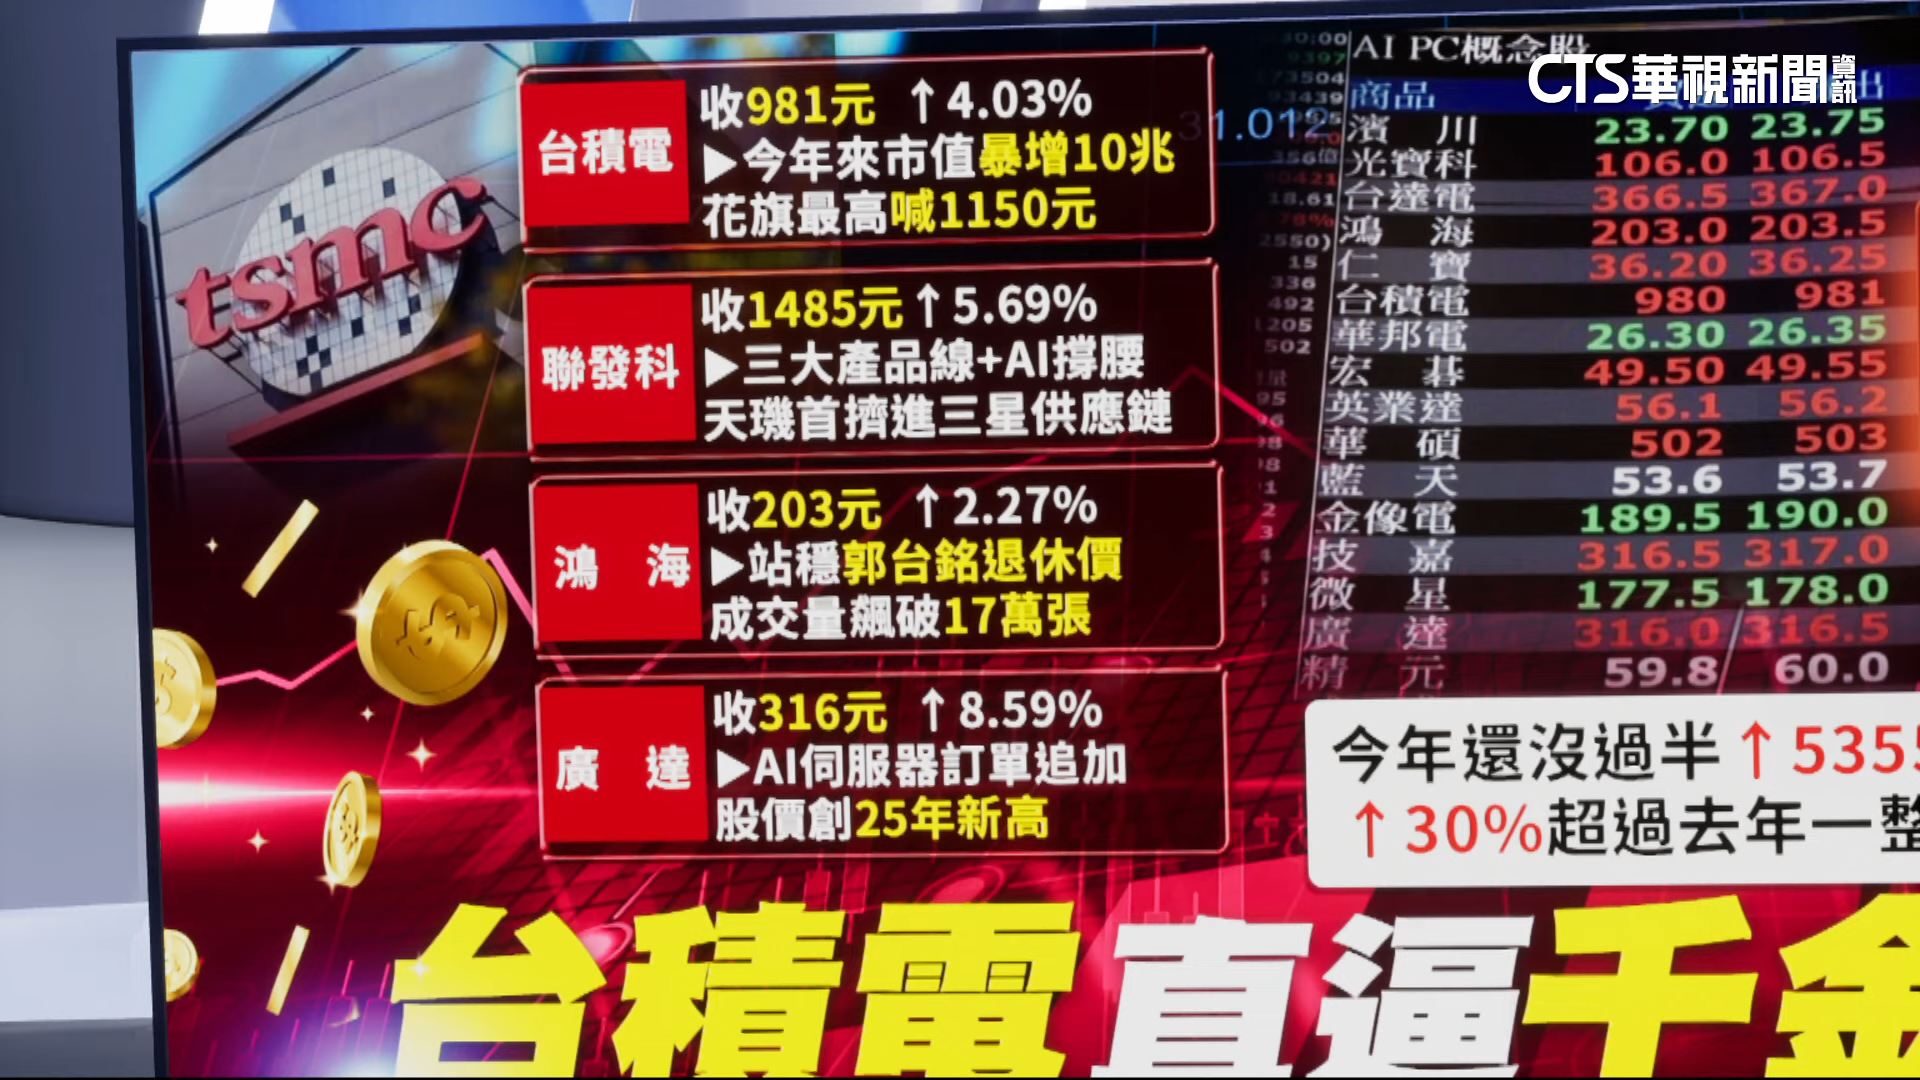 CTS華視新聞資訊
tsmc
台積電
收981元 ↑4.03%
▶今年來市值暴增10兆
花旗最高喊1150元
聯發科
收1485元↑5.69%
▶三大產品線+AI撐腰
天璣首擠進三星供應鏈
鴻 海
收203元 ↑2.27%
▶站穩郭台銘退休價
成交量飆破17萬張
廣 達
收316元 ↑8.59%
▶AI伺服器訂單追加
股價創25年新高
AI PC概念股
商品
濱 川 23.70 23.75
光寶科 106.0 106.5
台達電 366.5 367.0
鴻 海 203.0 203.5
仁 寶 36.20 36.25
台積電 980 981
華邦電 26.30 26.35
宏 碁 49.50 49.55
英業達 56.1 56.2
華 碩 502 503
藍 天 53.6 53.7
金像電 189.5 190.0
技 嘉 316.5 317.0
微 星 177.5 178.0
廣 達 316.0 316.5
精 元 59.8 60.0
今年還沒過半↑5355
↑30%超過去年一整
台積電直逼千金